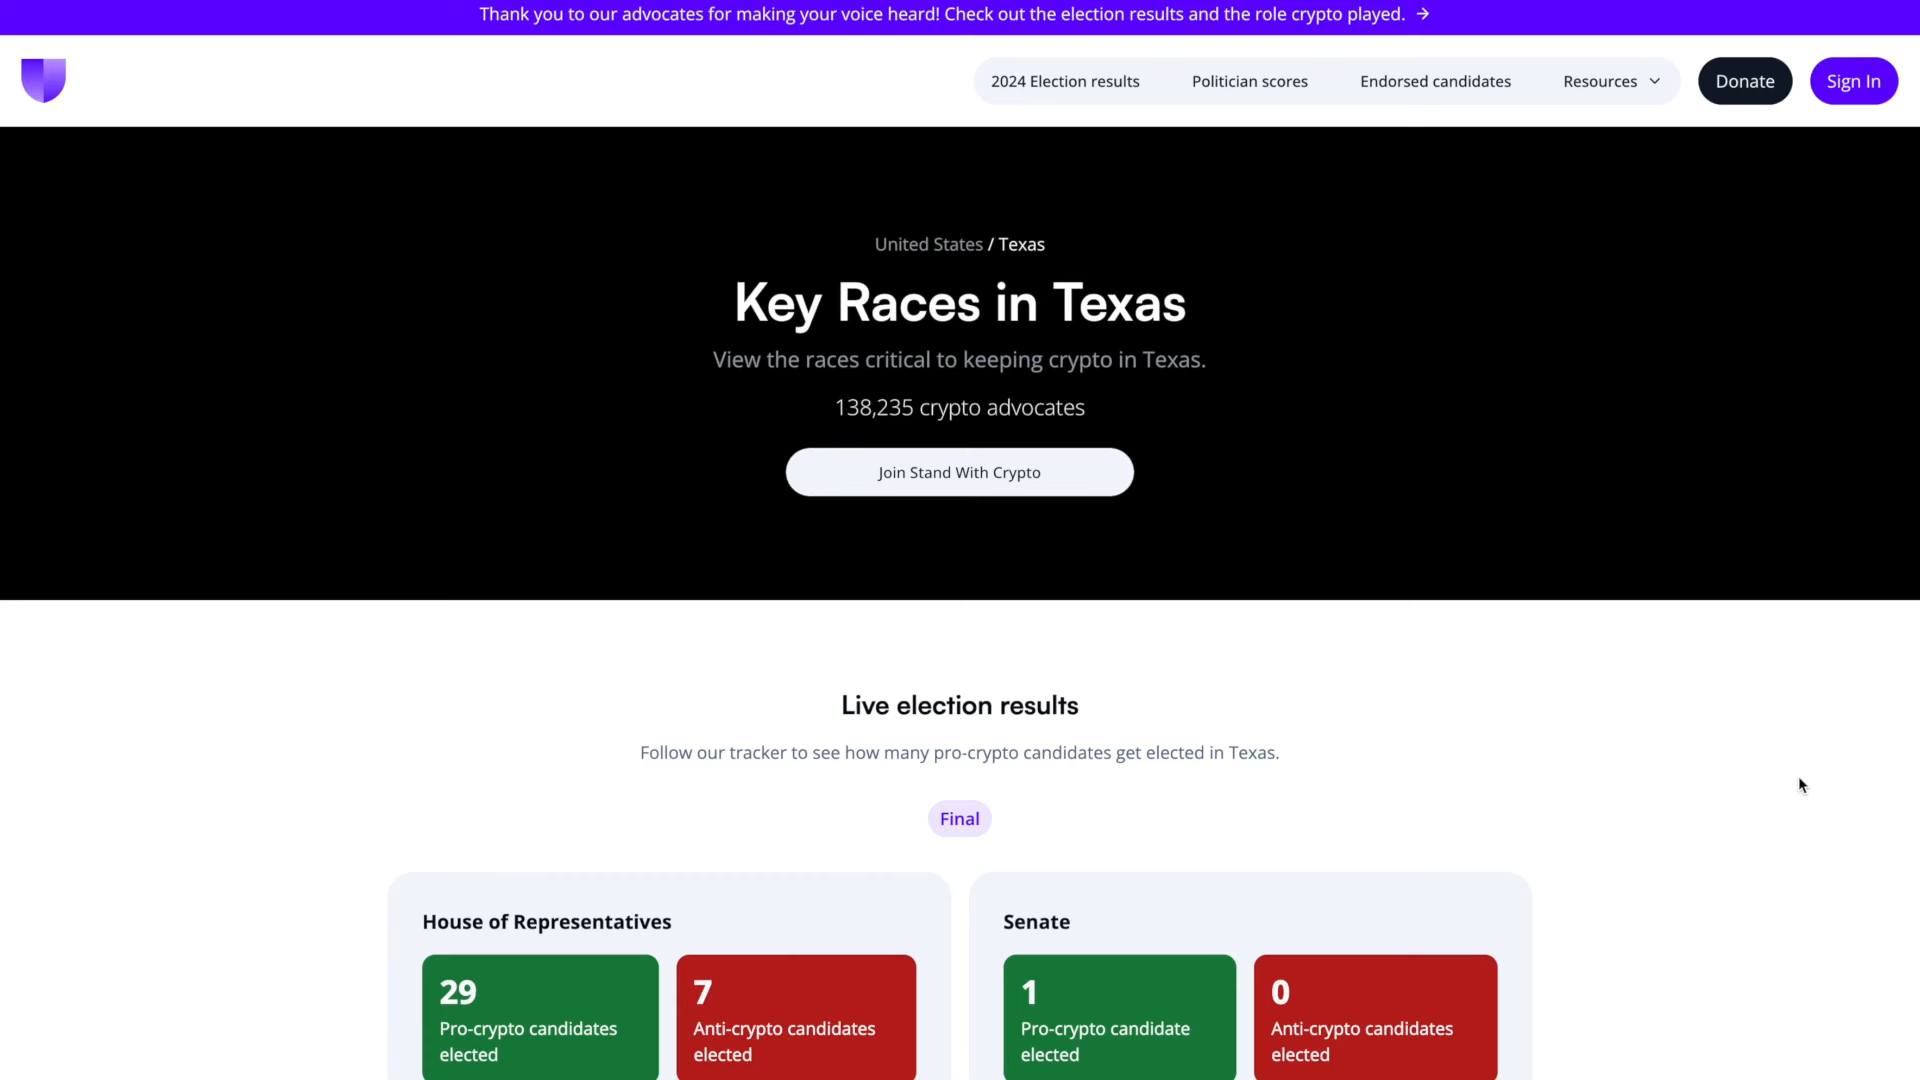 Thank you to our advocates for making your voice heard! Check out the election results and the role crypto played. →
2024 Election results Politician scores Endorsed candidates Resources Donate Sign In
United States / Texas
Key Races in Texas
View the races critical to keeping crypto in Texas.
138,235 crypto advocates
Join Stand With Crypto
Live election results
Follow our tracker to see how many pro-crypto candidates get elected in Texas.
Final
House of Representatives
29
Pro-crypto candidates
elected
7
Anti-crypto candidates
elected
Senate
1
Pro-crypto candidate
elected
0
Anti-crypto candidates
elected